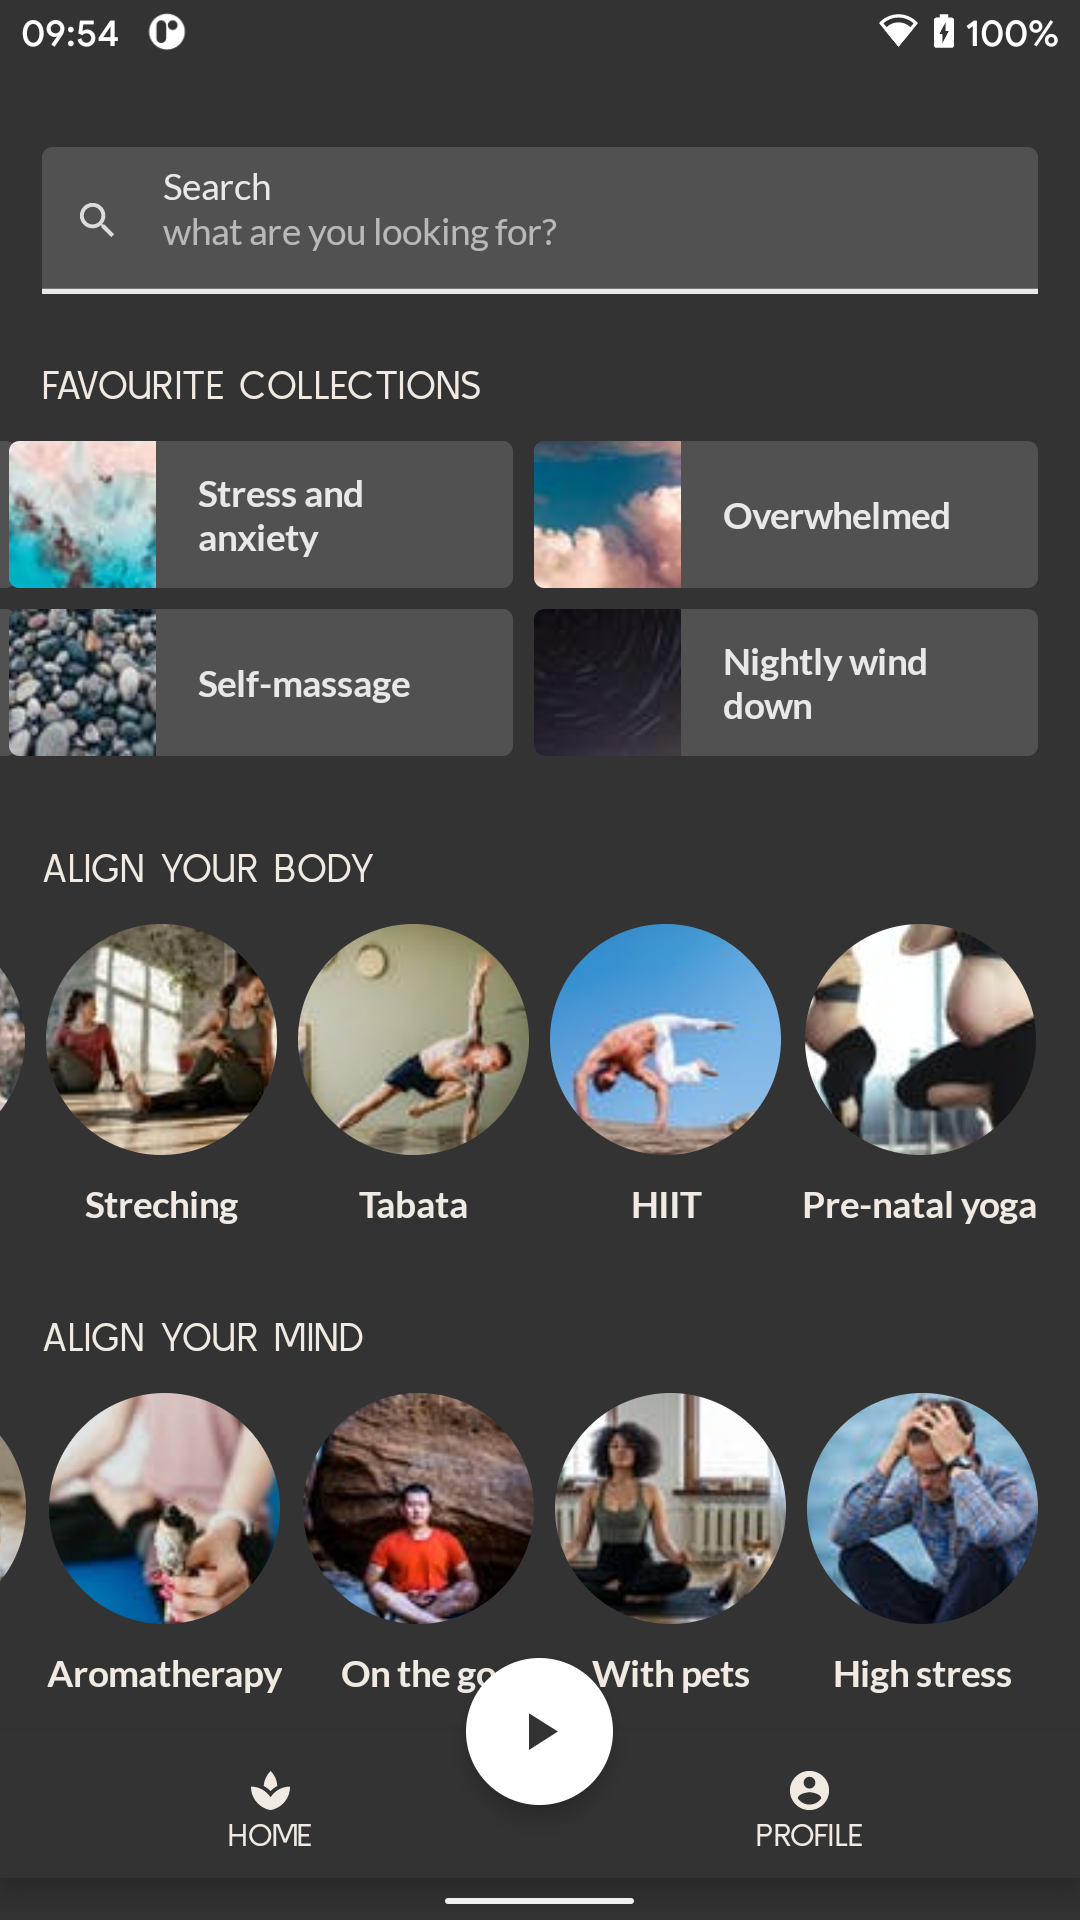 09:54
100%
Search
what are you looking for?
FAVOURITE COLLECTIONS
Stress and
anxiety
Overwhelmed
Self-massage
Nightly wind
down
ALIGN YOUR BODY
Streching
Tabata
HIIT
Pre-natal yoga
ALIGN YOUR MIND
Aromatherapy
On the go
With pets
High stress
HOME
PROFILE